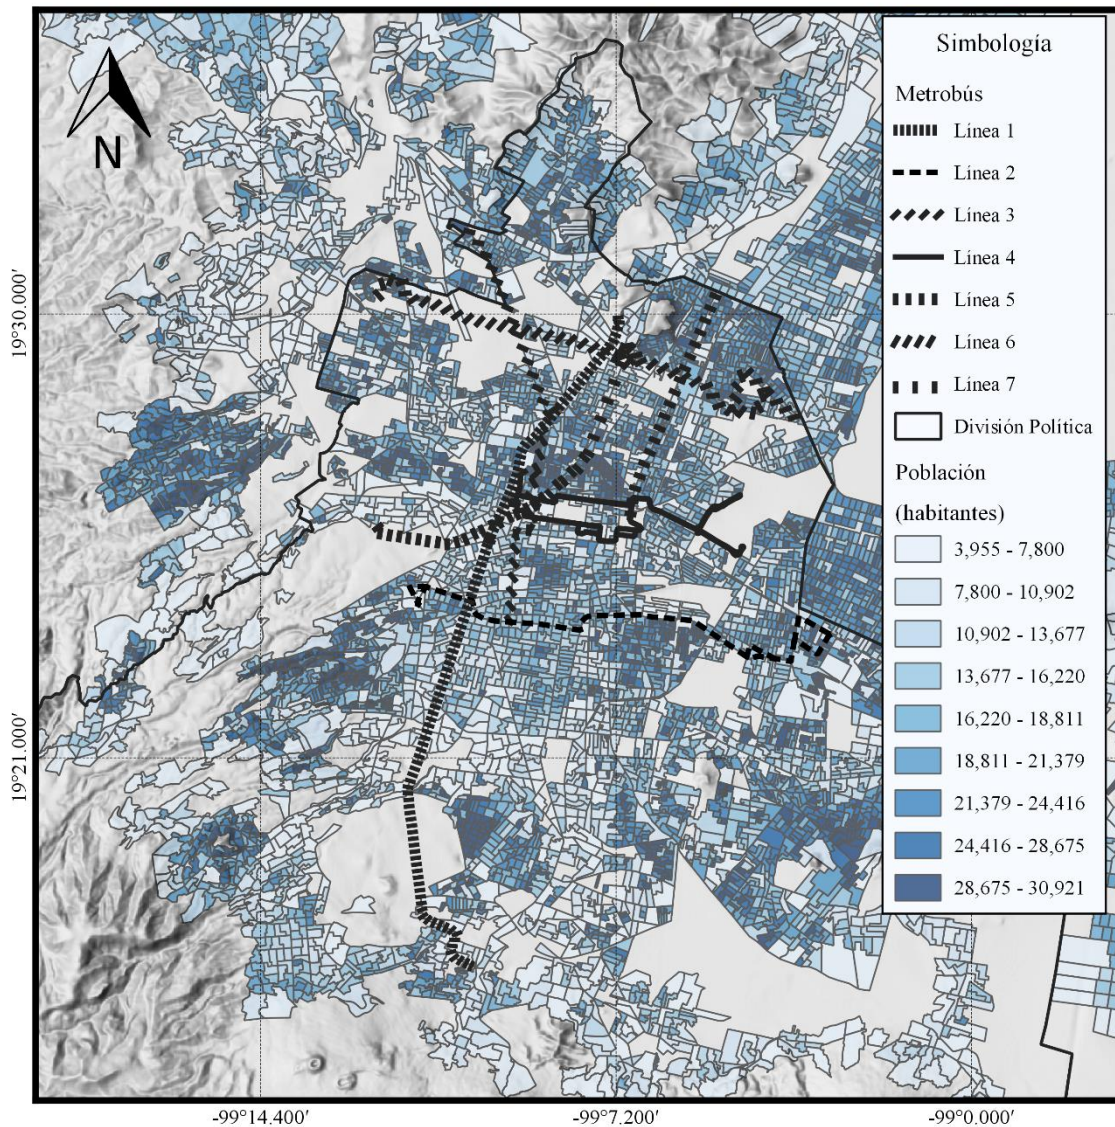 Simbología
Metrobús
Línea 1
Línea 2
Línea 3
Línea 4
Línea 5
Línea 6
Línea 7
División Política
Población
(habitantes)
3,955 - 7,800
7,800 - 10,902
10,902 - 13,677
13,677 - 16,220
16,220 - 18,811
18,811 - 21,379
21,379 - 24,416
24,416 - 28,675
28,675 - 30,921
N
19°30.000′
19°21.000′
-99°14.400′
-99°7.200′
-99°0.000′